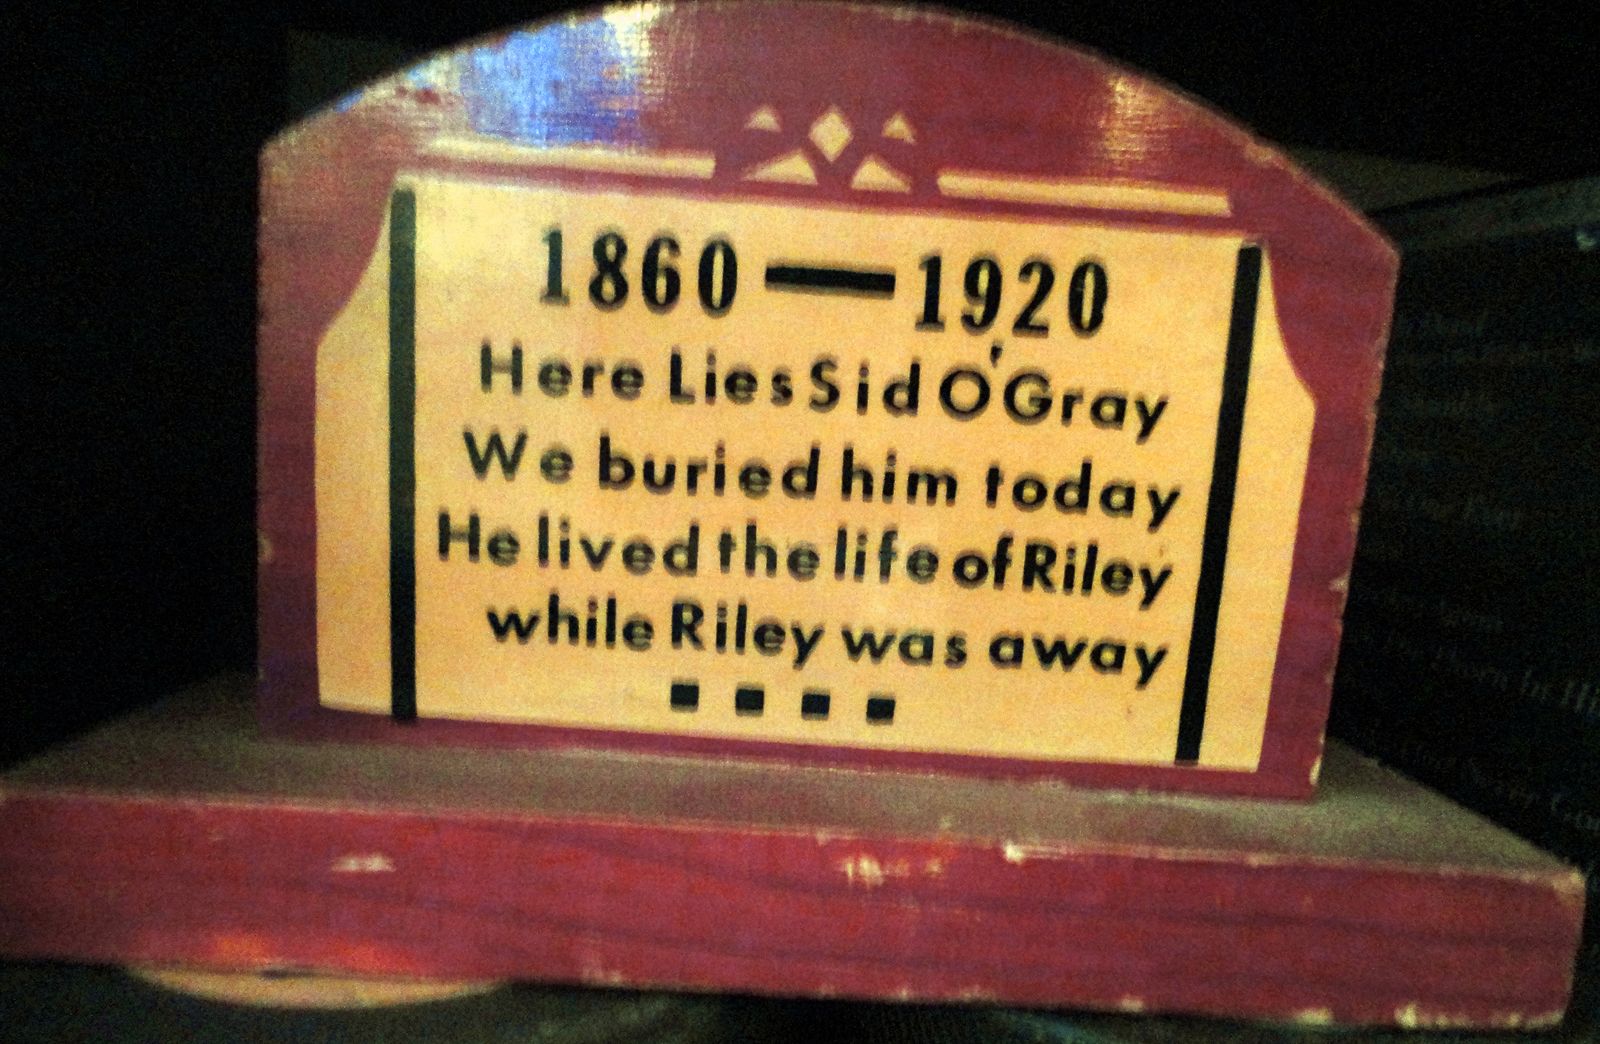 1860 — 1920
Here Lies Sid O'Gray
We buried him today
He lived the life of Riley
while Riley was away